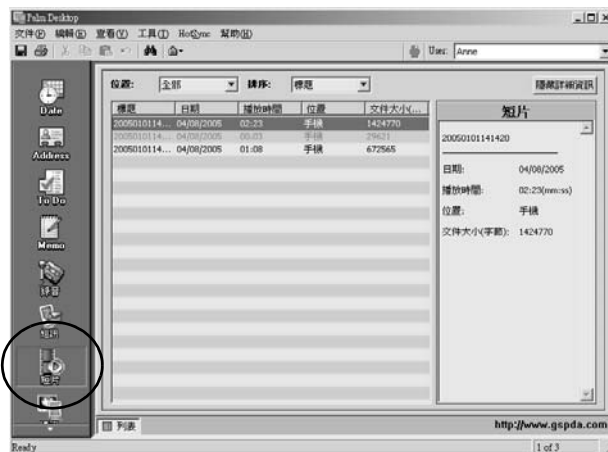 Palm Desktop
文件(F) 編輯(E) 查看(V) 工具(T) HotSync 幫助(H)
User: Anne
位置: 全部 排序: 標題 隱藏詳細資訊
Date
Address
To Do
Memo
標題 日期 播放時間 位置 文件大小(...
2005010114... 04/08/2005 02:23 手機 1424770
2005010114... 04/08/2005 00:03 手機 29621
2005010114... 04/08/2005 01:08 手機 672565
短片
20050101141420
日期: 04/08/2005
播放時間: 02:23(mm:ss)
位置: 手機
文件大小(字節): 1424770
列表
http://www.gspda.com
Ready 1 of 3